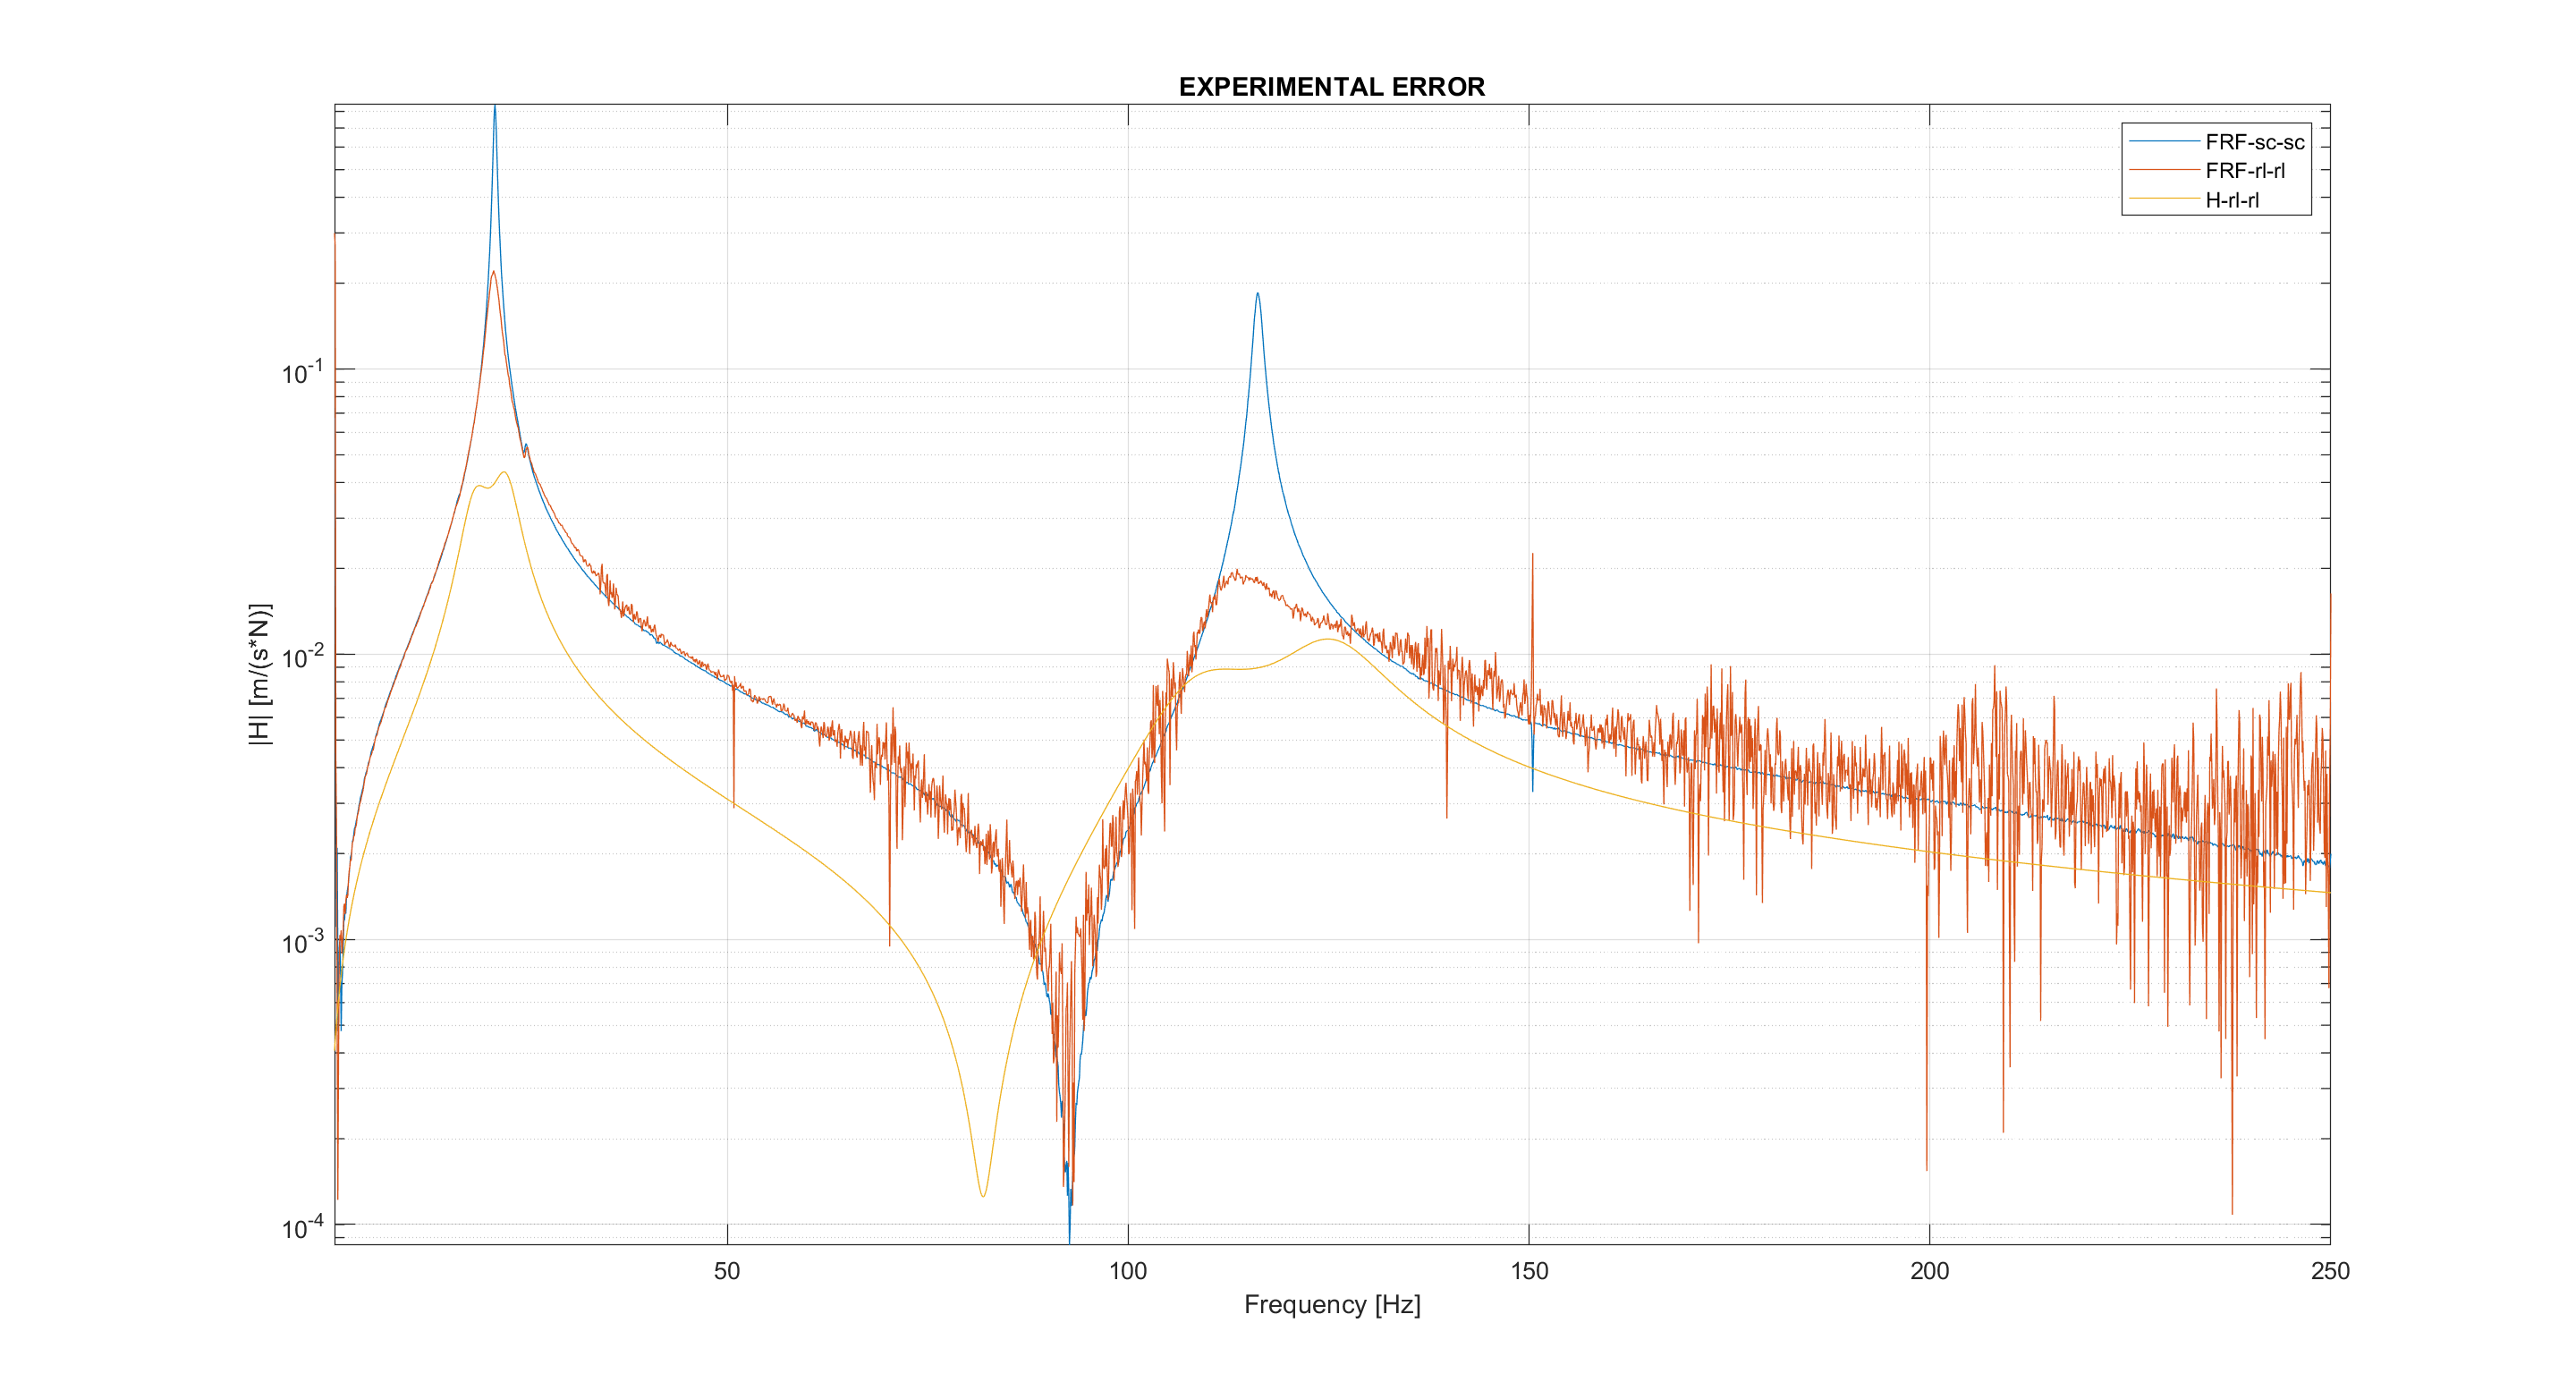 EXPERIMENTAL ERROR
FRF-sc-sc
FRF-rl-rl
H-rl-rl
|H| [m/(s*N)]
10-1
10-2
10-3
10-4
50
100
150
200
250
Frequency [Hz]